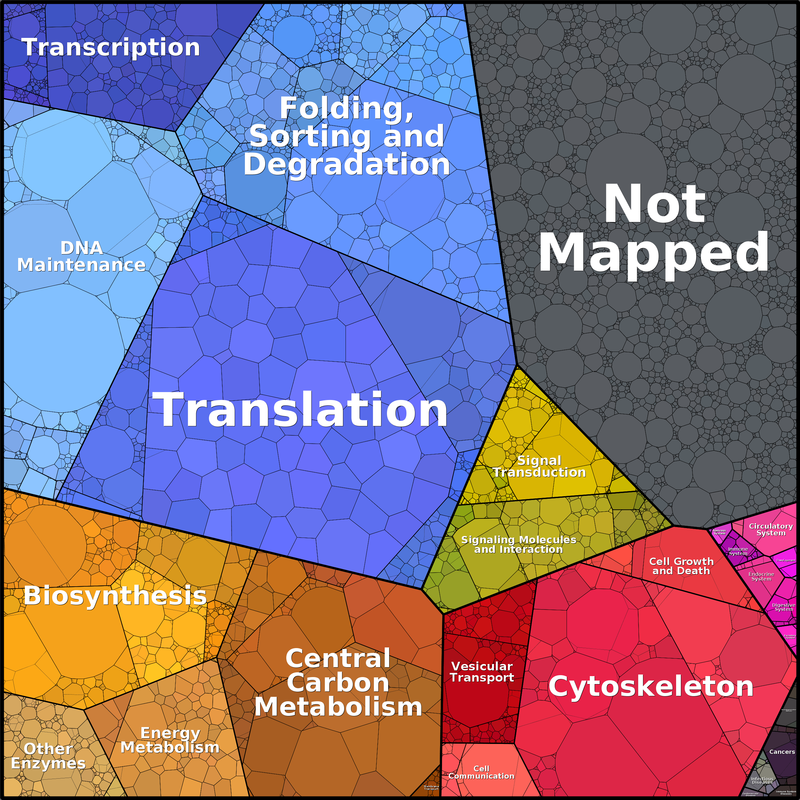 Transcription
Folding,
Sorting and
Degradation
Not
Mapped
DNA
Maintenance
Translation
Signal
Transduction
Signaling Molecules
and Interaction
Circulatory
System
Immune
System
Cell Growth
and Death
Endocrine
System
Digestive
System
Biosynthesis
Central
Carbon
Metabolism
Vesicular
Transport
Cytoskeleton
Other
Enzymes
Energy
Metabolism
Cell
Communication
Cancers